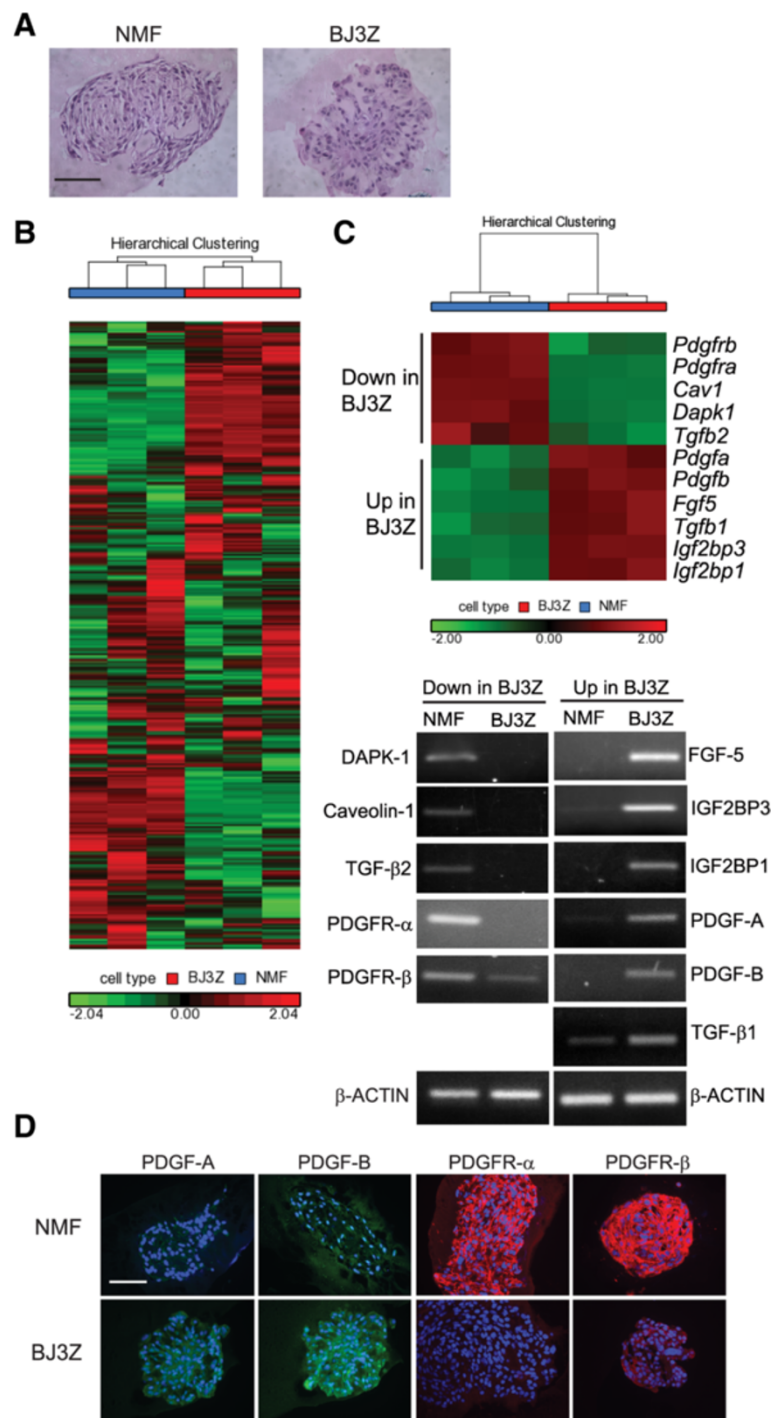 A
NMF BJ3Z
B
Hierarchical Clustering
cell type BJ3Z NMF
-2.04 0.00 2.04
C
Hierarchical Clustering
Down in
BJ3Z
Up in
BJ3Z
Pdgfrb
Pdgfra
Cav1
Dapk1
Tgfb2
Pdgfa
Pdgfb
Fgf5
Tgfb1
Igf2bp3
Igf2bp1
cell type BJ3Z NMF
-2.00 0.00 2.00
Down in BJ3Z Up in BJ3Z
NMF BJ3Z NMF BJ3Z
DAPK-1 FGF-5
Caveolin-1 IGF2BP3
TGF-β2 IGF2BP1
PDGFR-α PDGF-A
PDGFR-β PDGF-B
TGF-β1
β-ACTIN β-ACTIN
D
PDGF-A PDGF-B PDGFR-α PDGFR-β
NMF
BJ3Z